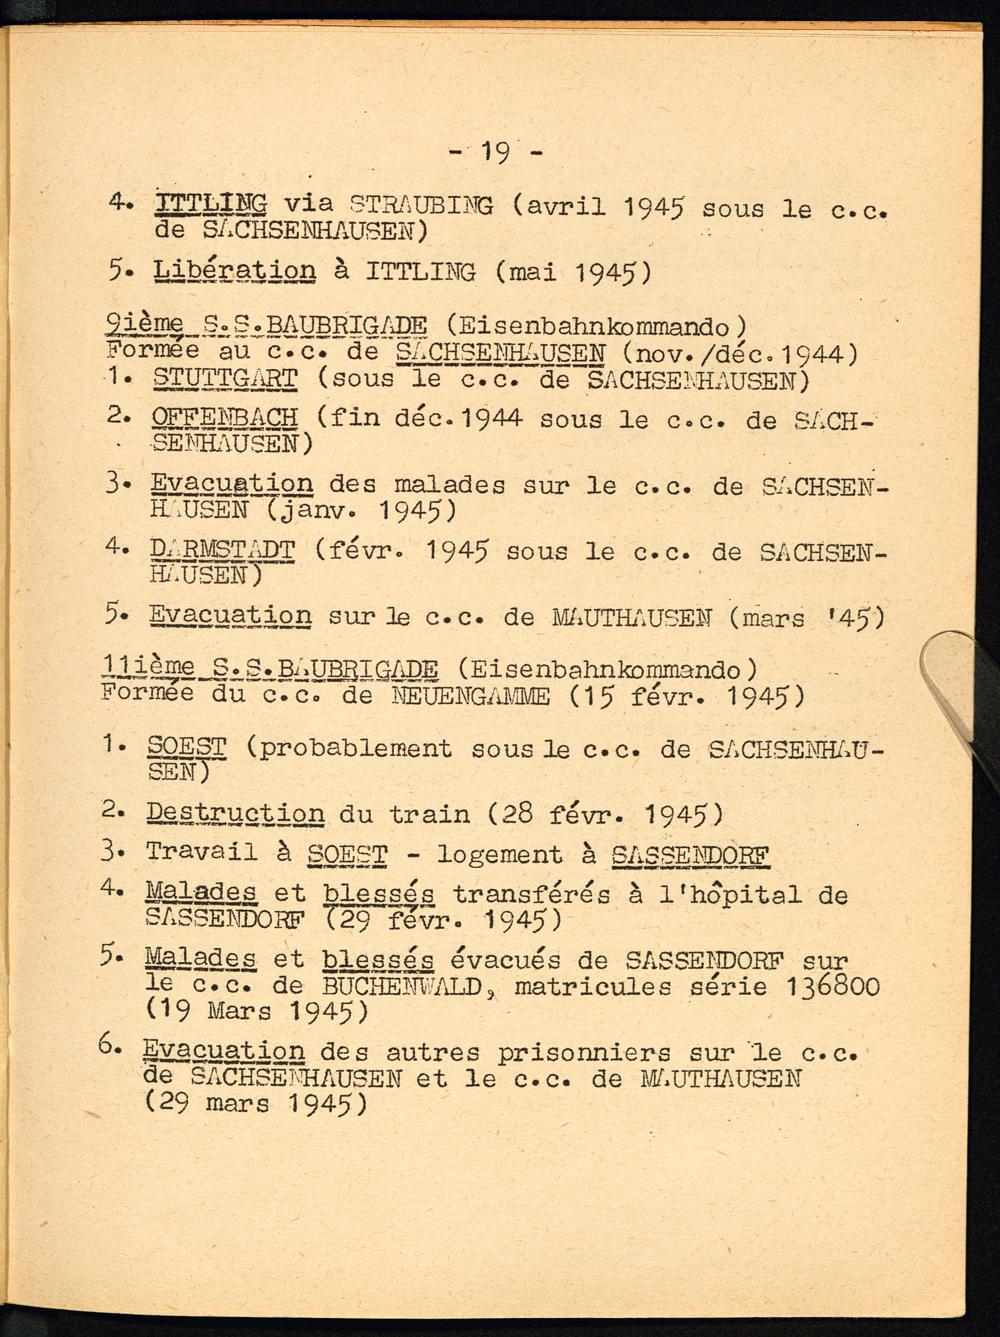 - 19 -
4. ITTLING via STRAUBING (avril 1945 sous le c.c.
de SACHSENHAUSEN)
5. Libération à ITTLING (mai 1945)
9ième S.S.BAUBRIGADE (Eisenbahnkommando)
Formée au c.c. de SACHSENHAUSEN (nov./déc.1944)
1. STUTTGART (sous le c.c. de SACHSENHAUSEN)
2. OFFENBACH (fin déc.1944 sous le c.c. de SACH-
SENHAUSEN)
3. Evacuation des malades sur le c.c. de SACHSEN-
HAUSEN (janv. 1945)
4. DARMSTADT (févr. 1945 sous le c.c. de SACHSEN-
HAUSEN)
5. Evacuation sur le c.c. de MAUTHAUSEN (mars '45)
11ième S.S.BAUBRIGADE (Eisenbahnkommando)
Formée du c.c. de NEUENGAMME (15 févr. 1945)
1. SOEST (probablement sous le c.c. de SACHSENHAU-
SEN)
2. Destruction du train (28 févr. 1945)
3. Travail à SOEST - logement à SASSENDORF
4. Malades et blessés transférés à l'hôpital de
SASSENDORF (29 févr. 1945)
5. Malades et blessés évacués de SASSENDORF sur
le c.c. de BUCHENWALD, matricules série 136800
(19 Mars 1945)
6. Evacuation des autres prisonniers sur le c.c.
de SACHSENHAUSEN et le c.c. de MAUTHAUSEN
(29 mars 1945)